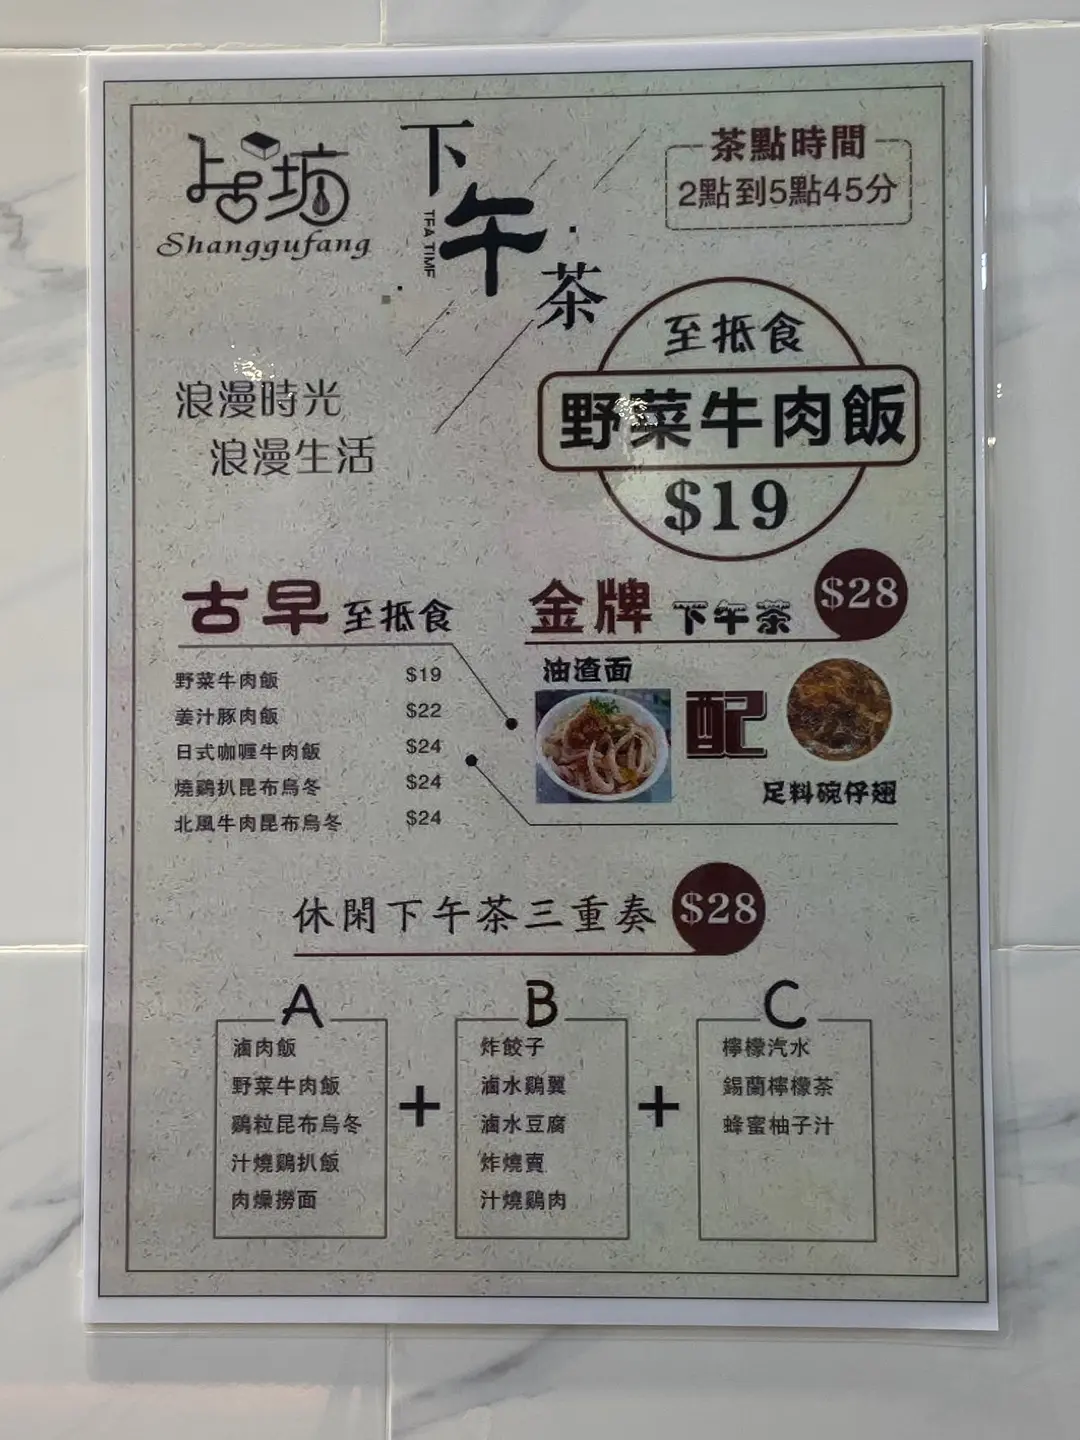 上古坊
Shanggufang
下午茶
TEA TIME
茶點時間
2點到5點45分
浪漫時光
浪漫生活
至抵食
野菜牛肉飯
$19
古早 至抵食
野菜牛肉飯 $19
姜汁豚肉飯 $22
日式咖喱牛肉飯 $24
燒鷄扒昆布烏冬 $24
北風牛肉昆布烏冬 $24
金牌 下午茶 $28
油渣面
配
足料碗仔翅
休閑下午茶三重奏 $28
A
滷肉飯
野菜牛肉飯
鷄粒昆布烏冬
汁燒鷄扒飯
肉燥撈面
+
B
炸餃子
滷水鷄翼
滷水豆腐
炸燒賣
汁燒鷄肉
+
C
檸檬汽水
錫蘭檸檬茶
蜂蜜柚子汁